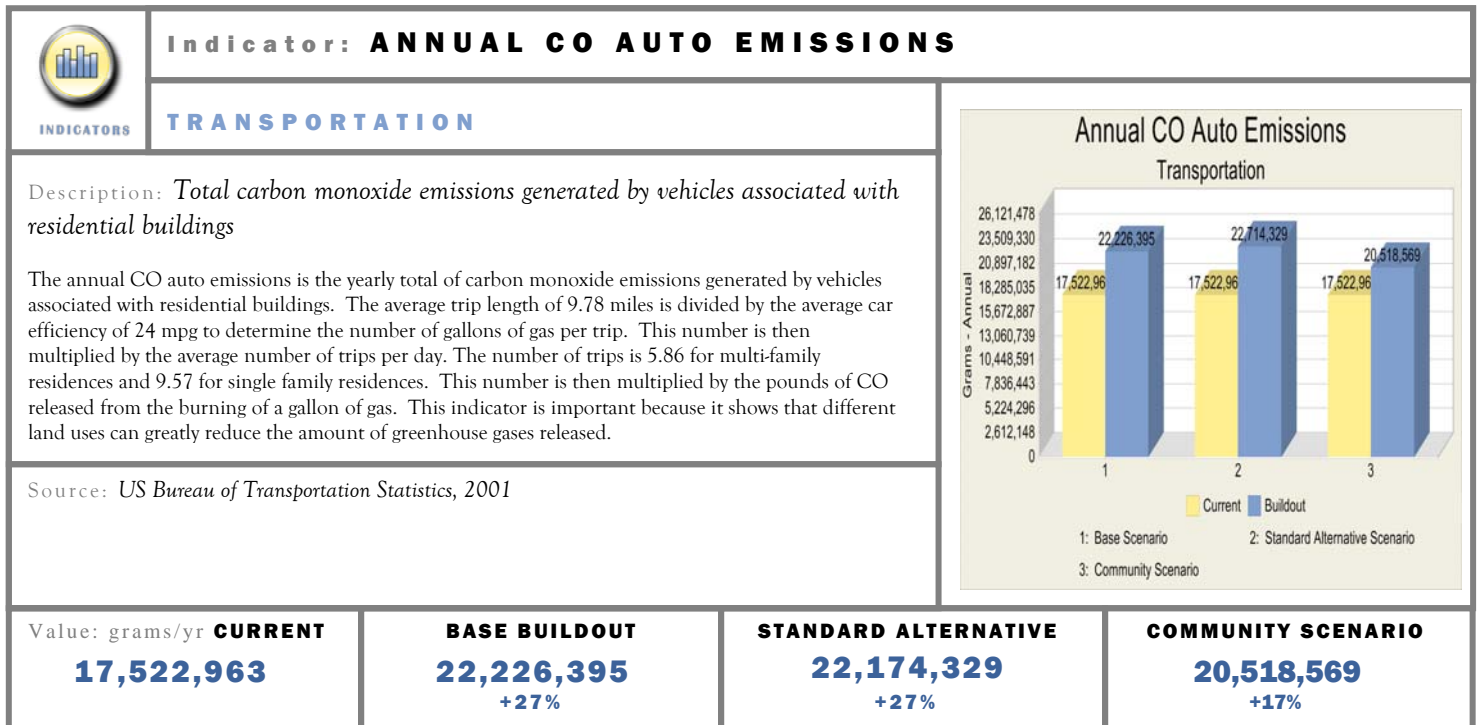 INDICATORS
Indicator: ANNUAL CO AUTO EMISSIONS
TRANSPORTATION
Description: Total carbon monoxide emissions generated by vehicles associated with
residential buildings
The annual CO auto emissions is the yearly total of carbon monoxide emissions generated by vehicles
associated with residential buildings. The average trip length of 9.78 miles is divided by the average car
efficiency of 24 mpg to determine the number of gallons of gas per trip. This number is then
multiplied by the average number of trips per day. The number of trips is 5.86 for multi-family
residences and 9.57 for single family residences. This number is then multiplied by the pounds of CO
released from the burning of a gallon of gas. This indicator is important because it shows that different
land uses can greatly reduce the amount of greenhouse gases released.
Source: US Bureau of Transportation Statistics, 2001
Annual CO Auto Emissions
Transportation
Grams - Annual
26,121,478
23,509,330
20,897,182
18,285,035
15,672,887
13,060,739
10,448,591
7,836,443
5,224,296
2,612,148
0
17,522,96 22,226,395 17,522,96 22,714,329 17,522,96 20,518,569
1 2 3
Current Buildout
1: Base Scenario 2: Standard Alternative Scenario
3: Community Scenario
Value: grams/yr CURRENT
17,522,963
BASE BUILDOUT
22,226,395
+27%
STANDARD ALTERNATIVE
22,174,329
+27%
COMMUNITY SCENARIO
20,518,569
+17%